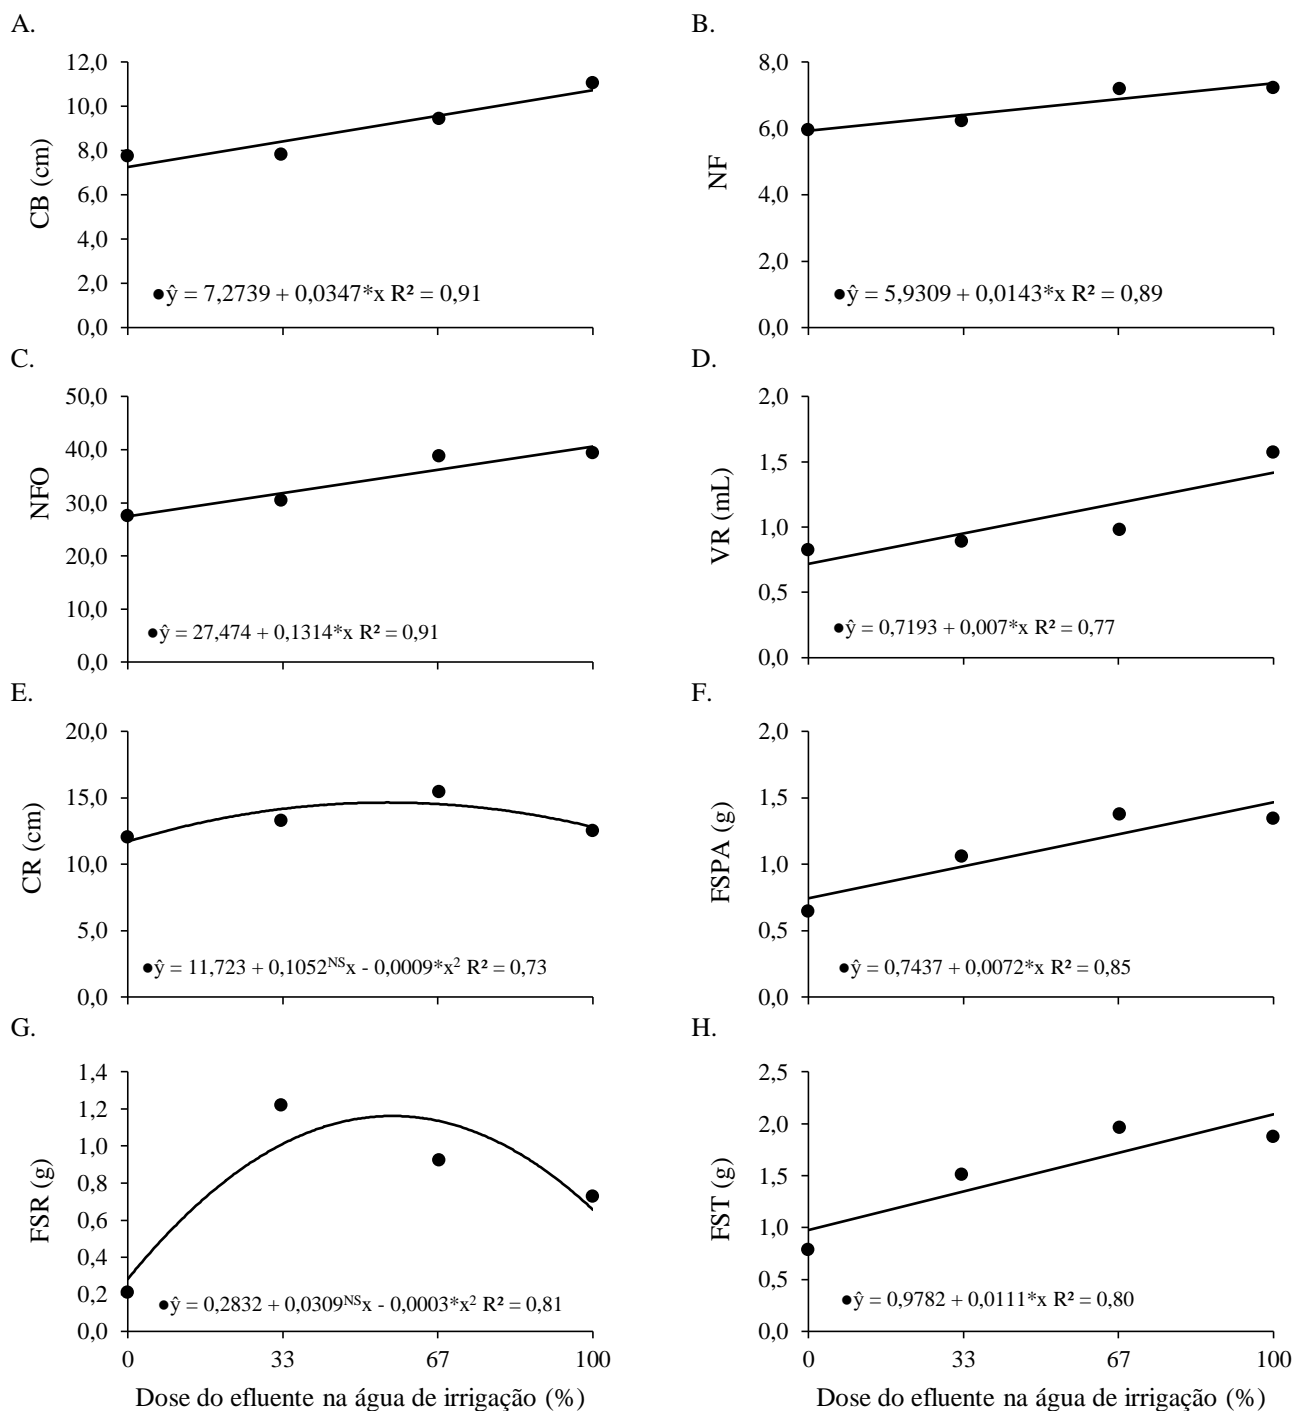 A.
12,0
10,0
8,0
6,0
4,0
2,0
0,0
CB (cm)
●ŷ = 7,2739 + 0,0347*x R² = 0,91
B.
8,0
6,0
4,0
2,0
0,0
NF
●ŷ = 5,9309 + 0,0143*x R² = 0,89
C.
50,0
40,0
30,0
20,0
10,0
0,0
NFO
●ŷ = 27,474 + 0,1314*x R² = 0,91
D.
2,0
1,5
1,0
0,5
0,0
VR (mL)
●ŷ = 0,7193 + 0,007*x R² = 0,77
E.
20,0
15,0
10,0
5,0
0,0
CR (cm)
●ŷ = 11,723 + 0,1052ᴺˢx - 0,0009*x² R² = 0,73
F.
2,0
1,5
1,0
0,5
0,0
FSPA (g)
●ŷ = 0,7437 + 0,0072*x R² = 0,85
G.
1,4
1,2
1,0
0,8
0,6
0,4
0,2
0,0
FSR (g)
●ŷ = 0,2832 + 0,0309ᴺˢx - 0,0003*x² R² = 0,81
0 33 67 100
Dose do efluente na água de irrigação (%)
H.
2,5
2,0
1,5
1,0
0,5
0,0
FST (g)
●ŷ = 0,9782 + 0,0111*x R² = 0,80
0 33 67 100
Dose do efluente na água de irrigação (%)